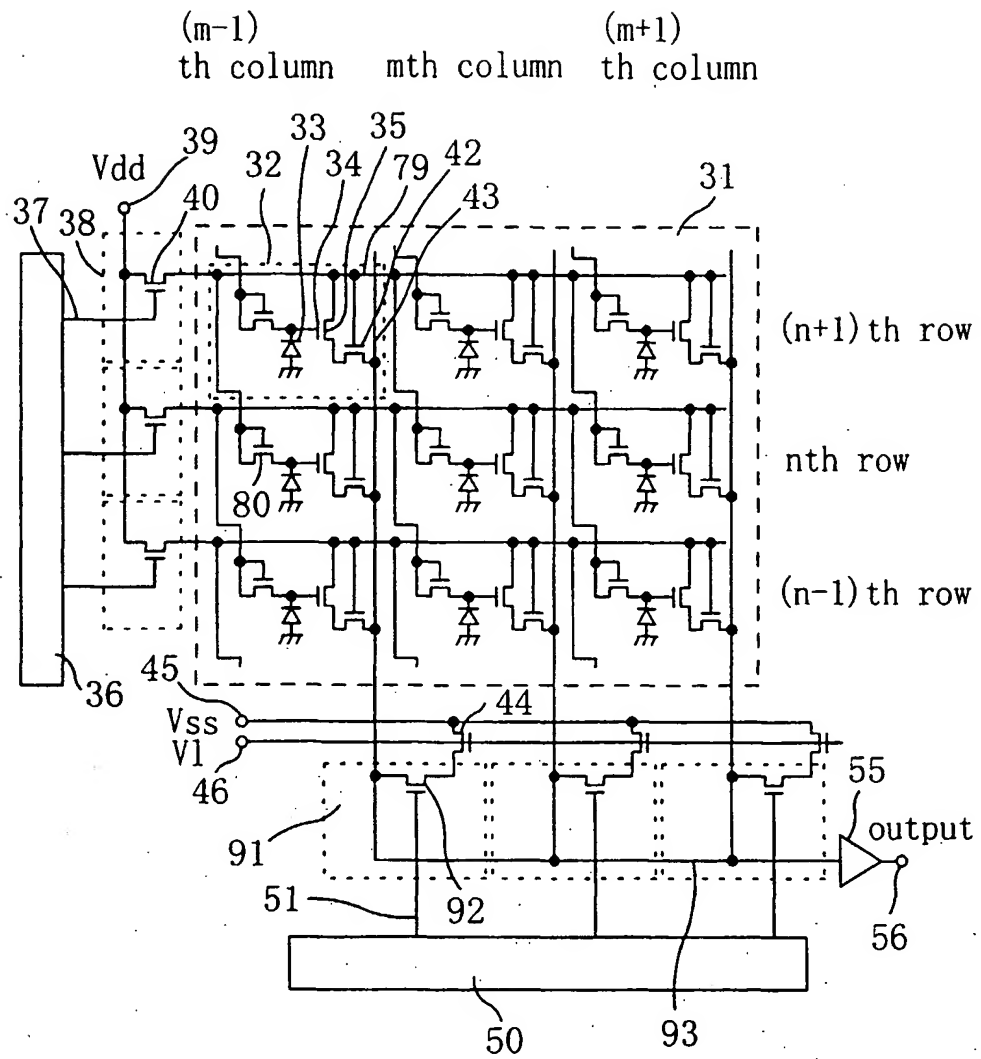 (m-1)
th column
mth column
(m+1)
th column
39
Vdd
33
35
42
32
34
79
31
40
43
37
38
(n+1)th row
nth row
80
(n-1)th row
36
45
44
Vss
Vl
46
55
output
91
51
92
56
50
93